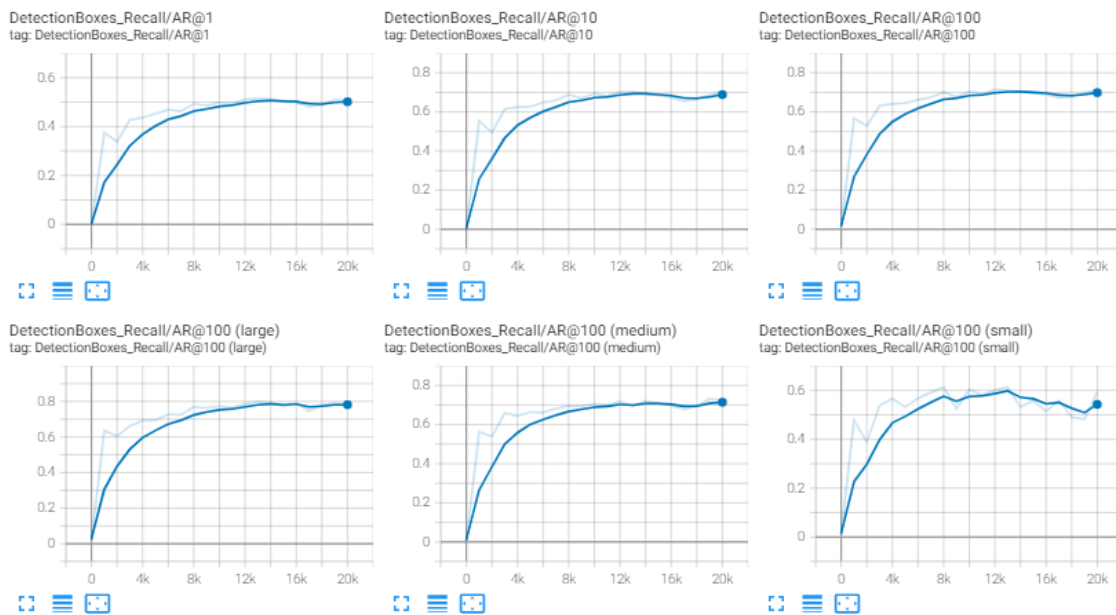 DetectionBoxes_Recall/AR@1
tag: DetectionBoxes_Recall/AR@1
0.6
0.4
0.2
0
0 4k 8k 12k 16k 20k
DetectionBoxes_Recall/AR@10
tag: DetectionBoxes_Recall/AR@10
0.8
0.6
0.4
0.2
0
0 4k 8k 12k 16k 20k
DetectionBoxes_Recall/AR@100
tag: DetectionBoxes_Recall/AR@100
0.8
0.6
0.4
0.2
0
0 4k 8k 12k 16k 20k
DetectionBoxes_Recall/AR@100 (large)
tag: DetectionBoxes_Recall/AR@100 (large)
0.8
0.6
0.4
0.2
0
0 4k 8k 12k 16k 20k
DetectionBoxes_Recall/AR@100 (medium)
tag: DetectionBoxes_Recall/AR@100 (medium)
0.8
0.6
0.4
0.2
0
0 4k 8k 12k 16k 20k
DetectionBoxes_Recall/AR@100 (small)
tag: DetectionBoxes_Recall/AR@100 (small)
0.6
0.4
0.2
0
0 4k 8k 12k 16k 20k